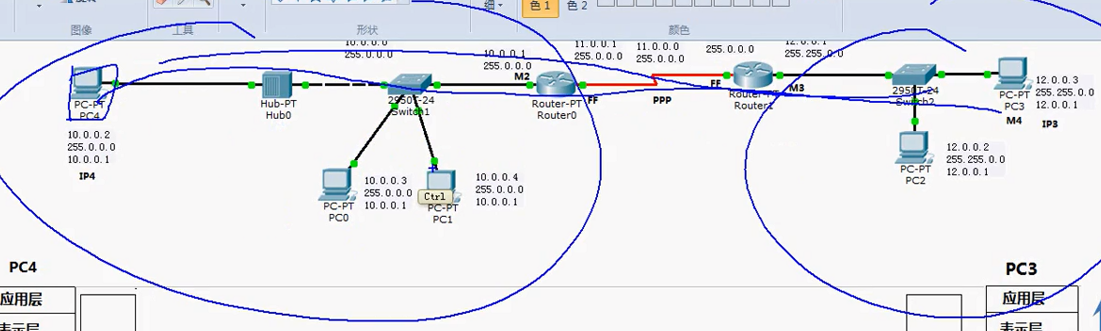 色 1
色 2
图像
工具
形状
颜色
10.0.0.0
255.0.0.0
10.0.0.1
255.0.0.0
M2
11.0.0.1
255.0.0.0
11.0.0.0
255.0.0.0
255.0.0.0
12.0.0.1
255.0.0.0
PC-PT
PC4
Hub-PT
Hub0
2950T-24
Switch1
Router-PT
Router0
FF
PPP
FF
Router-PT
Router1
M3
2950T-24
Switch2
PC-PT
PC3
12.0.0.3
255.255.0.0
12.0.0.1
M4
IP3
10.0.0.2
255.0.0.0
10.0.0.1
IP4
PC-PT
PC0
10.0.0.3
255.0.0.0
10.0.0.1
Ctrl
PC-PT
PC1
10.0.0.4
255.0.0.0
10.0.0.1
PC-PT
PC2
12.0.0.2
255.255.0.0
12.0.0.1
PC4
PC3
应用层
应用层
表示层
表示层